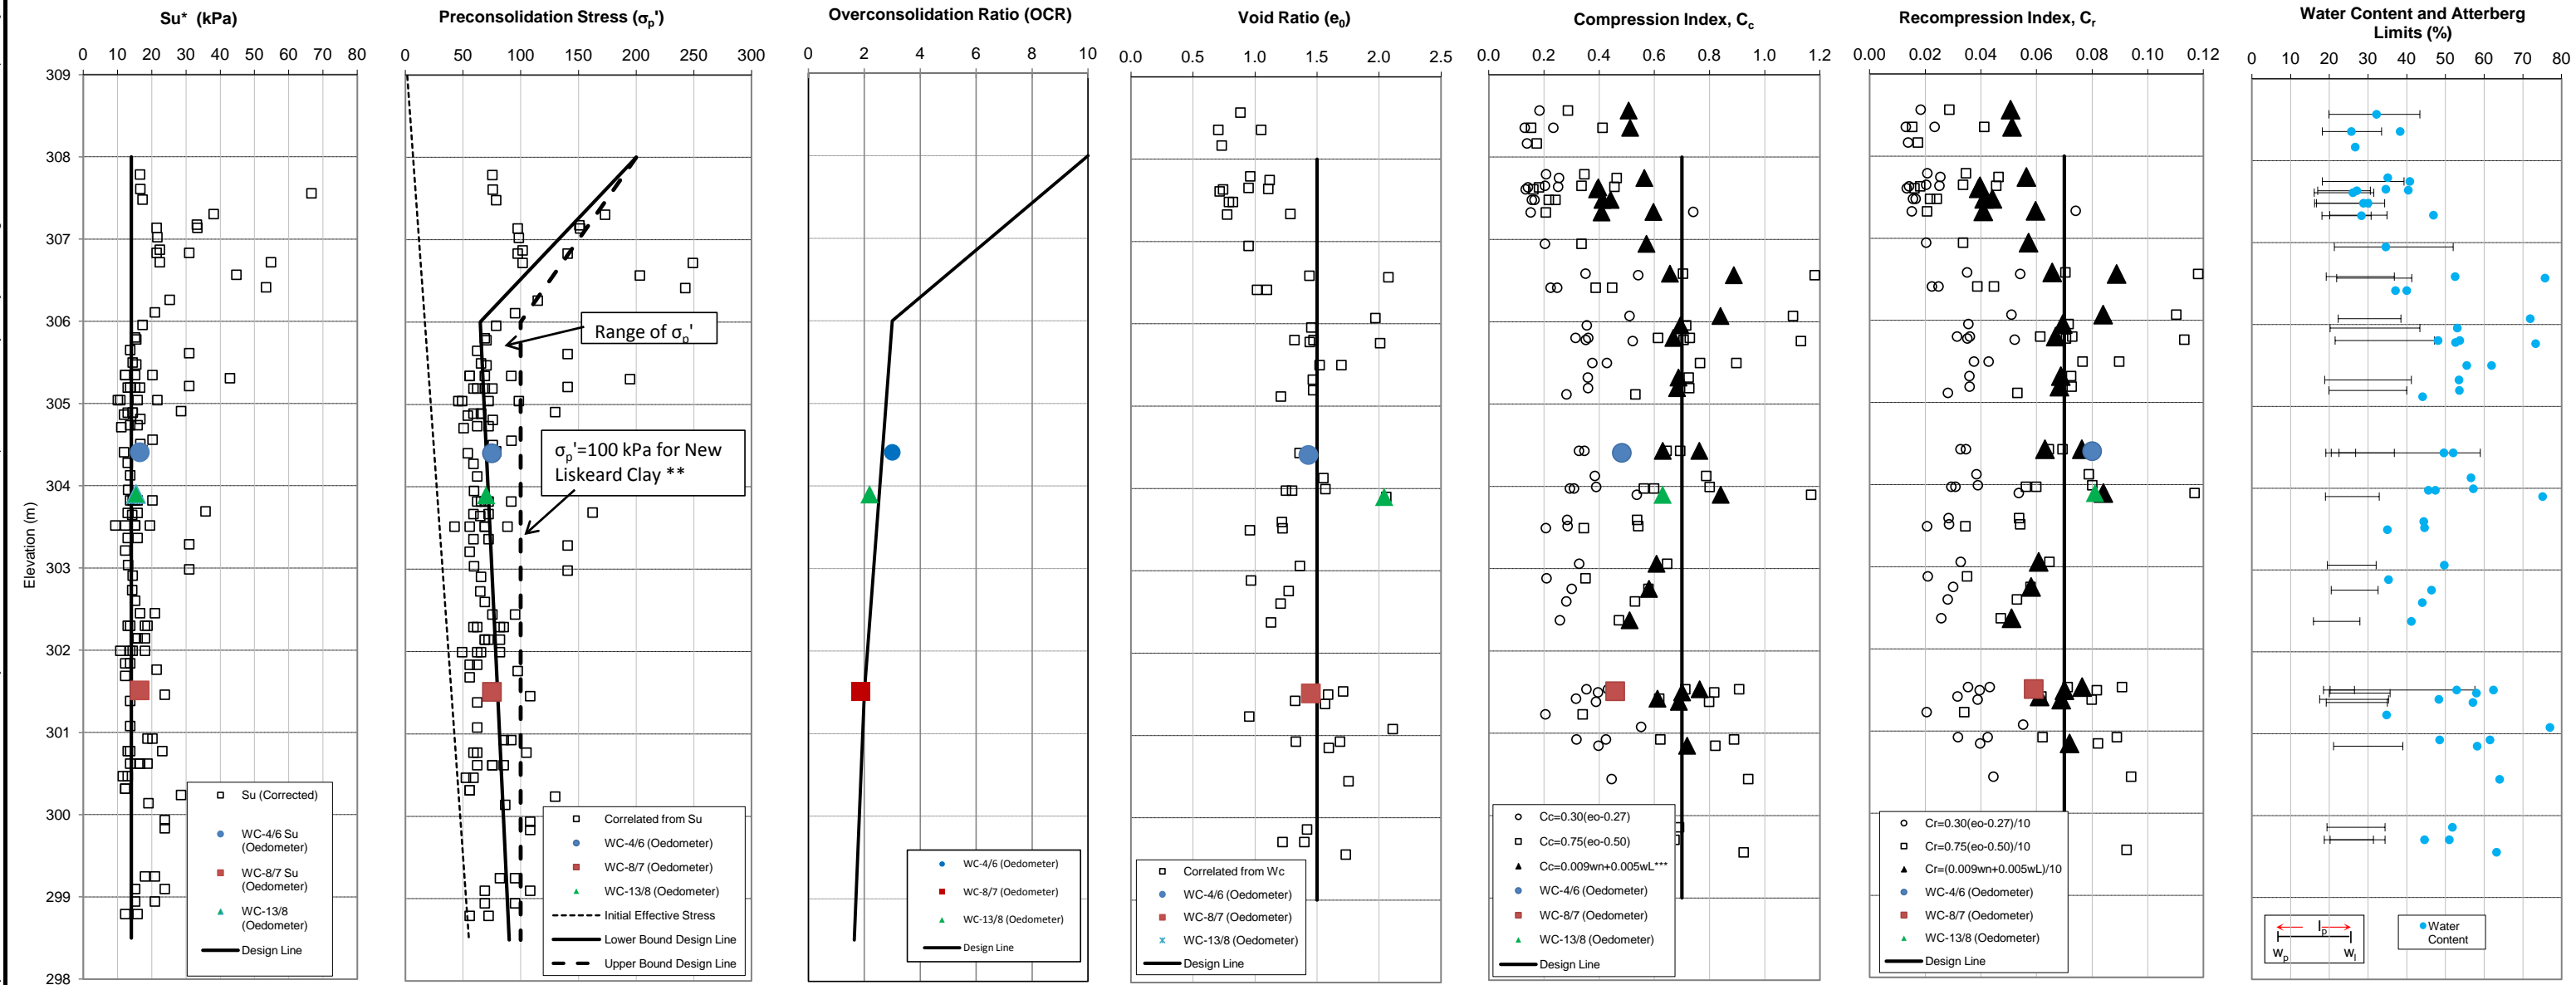 Su* (kPa)
0 10 20 30 40 50 60 70 80
309
308
307
306
305
304
303
302
301
300
299
298
Elevation (m)
Su (Corrected)
WC-4/6 Su
(Oedometer)
WC-8/7 Su
(Oedometer)
WC-13/8
(Oedometer)
Design Line
Preconsolidation Stress (σp')
0 50 100 150 200 250 300
Range of σp'
σp'=100 kPa for New
Liskeard Clay **
Correlated from Su
WC-4/6 (Oedometer)
WC-8/7 (Oedometer)
WC-13/8 (Oedometer)
Initial Effective Stress
Lower Bound Design Line
Upper Bound Design Line
Overconsolidation Ratio (OCR)
0 2 4 6 8 10
WC-4/6 (Oedometer)
WC-8/7 (Oedometer)
WC-13/8 (Oedometer)
Design Line
Void Ratio (e0)
0.0 0.5 1.0 1.5 2.0 2.5
Correlated from Wc
WC-4/6 (Oedometer)
WC-8/7 (Oedometer)
WC-13/8 (Oedometer)
Design Line
Compression Index, Cc
0.0 0.2 0.4 0.6 0.8 1.0 1.2
Cc=0.30(eo-0.27)
Cc=0.75(eo-0.50)
Cc=0.009wn+0.005wL***
WC-4/6 (Oedometer)
WC-8/7 (Oedometer)
WC-13/8 (Oedometer)
Design Line
Recompression Index, Cr
0.00 0.02 0.04 0.06 0.08 0.10 0.12
Cr=0.30(eo-0.27)/10
Cr=0.75(eo-0.50)/10
Cr=(0.009wn+0.005wL)/10
WC-4/6 (Oedometer)
WC-8/7 (Oedometer)
WC-13/8 (Oedometer)
Design Line
Water Content and Atterberg
Limits (%)
0 10 20 30 40 50 60 70 80
Ip
wp wl
Water
Content